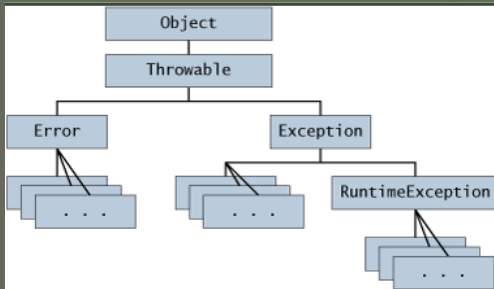 Object
Throwable
Error
Exception
. . .
. . .
RuntimeException
. . .